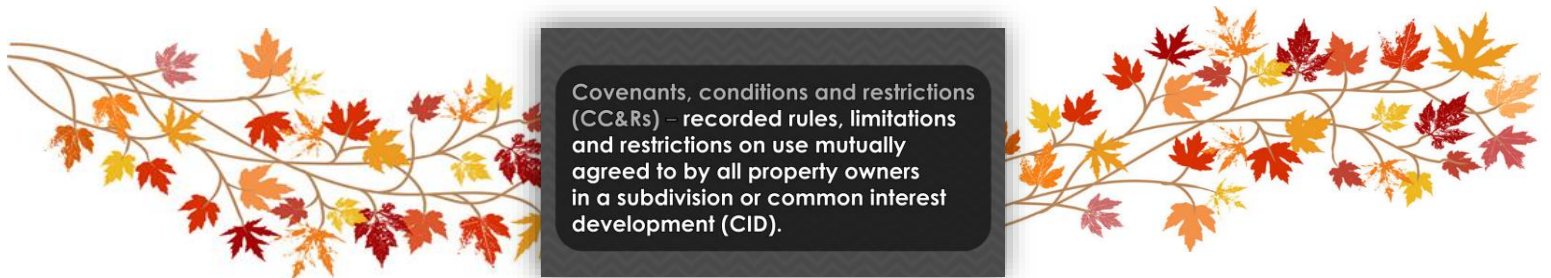 Covenants, conditions and restrictions
(CC&Rs) – recorded rules, limitations
and restrictions on use mutually
agreed to by all property owners
in a subdivision or common interest
development (CID).